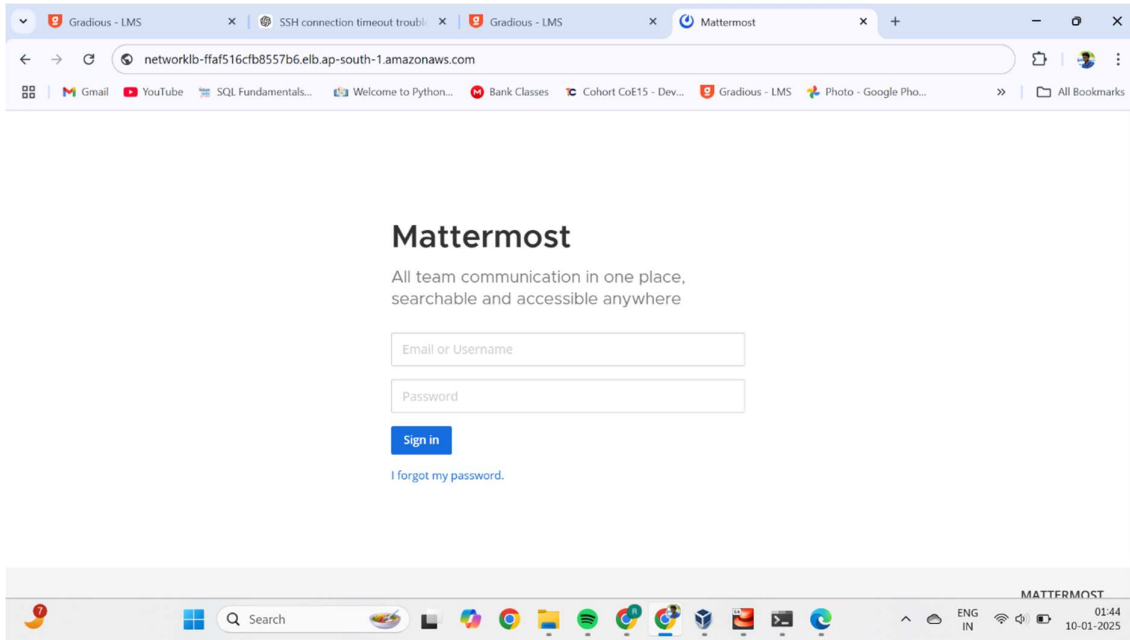 Gradious - LMS
SSH connection timeout troubl
Gradious - LMS
Mattermost
networklb-ffaf516cfb8557b6.elb.ap-south-1.amazonaws.com
Gmail
YouTube
SQL Fundamentals...
Welcome to Python...
Bank Classes
Cohort CoE15 - Dev...
Gradious - LMS
Photo - Google Pho...
All Bookmarks
Mattermost
All team communication in one place,
searchable and accessible anywhere
Email or Username
Password
Sign in
I forgot my password.
MATTERMOST
7
Search
R
ENG
IN
01:44
10-01-2025